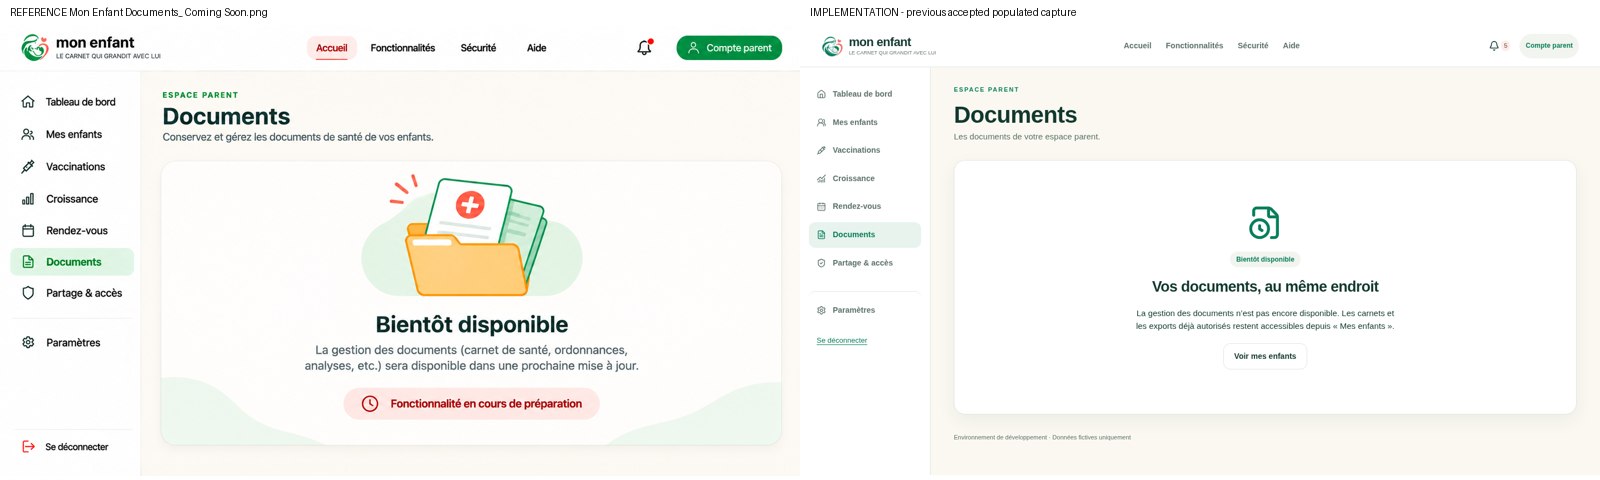 REFERENCE Mon Enfant Documents_ Coming Soon.png
mon enfant
LE CARNET QUI GRANDIT AVEC LUI
Accueil
Fonctionnalités
Sécurité
Aide
Compte parent
Tableau de bord
Mes enfants
Vaccinations
Croissance
Rendez-vous
Documents
Partage & accès
Paramètres
Se déconnecter
ESPACE PARENT
Documents
Conservez et gérez les documents de santé de vos enfants.
Bientôt disponible
La gestion des documents (carnet de santé, ordonnances,
analyses, etc.) sera disponible dans une prochaine mise à jour.
Fonctionnalité en cours de préparation
IMPLEMENTATION - previous accepted populated capture
mon enfant
LE CARNET QUI GRANDIT AVEC LUI
Accueil
Fonctionnalités
Sécurité
Aide
5
Compte parent
Tableau de bord
Mes enfants
Vaccinations
Croissance
Rendez-vous
Documents
Partage & accès
Paramètres
Se déconnecter
ESPACE PARENT
Documents
Les documents de votre espace parent.
Bientôt disponible
Vos documents, au même endroit
La gestion des documents n'est pas encore disponible. Les carnets et
les exports déjà autorisés restent accessibles depuis « Mes enfants ».
Voir mes enfants
Environnement de développement · Données fictives uniquement